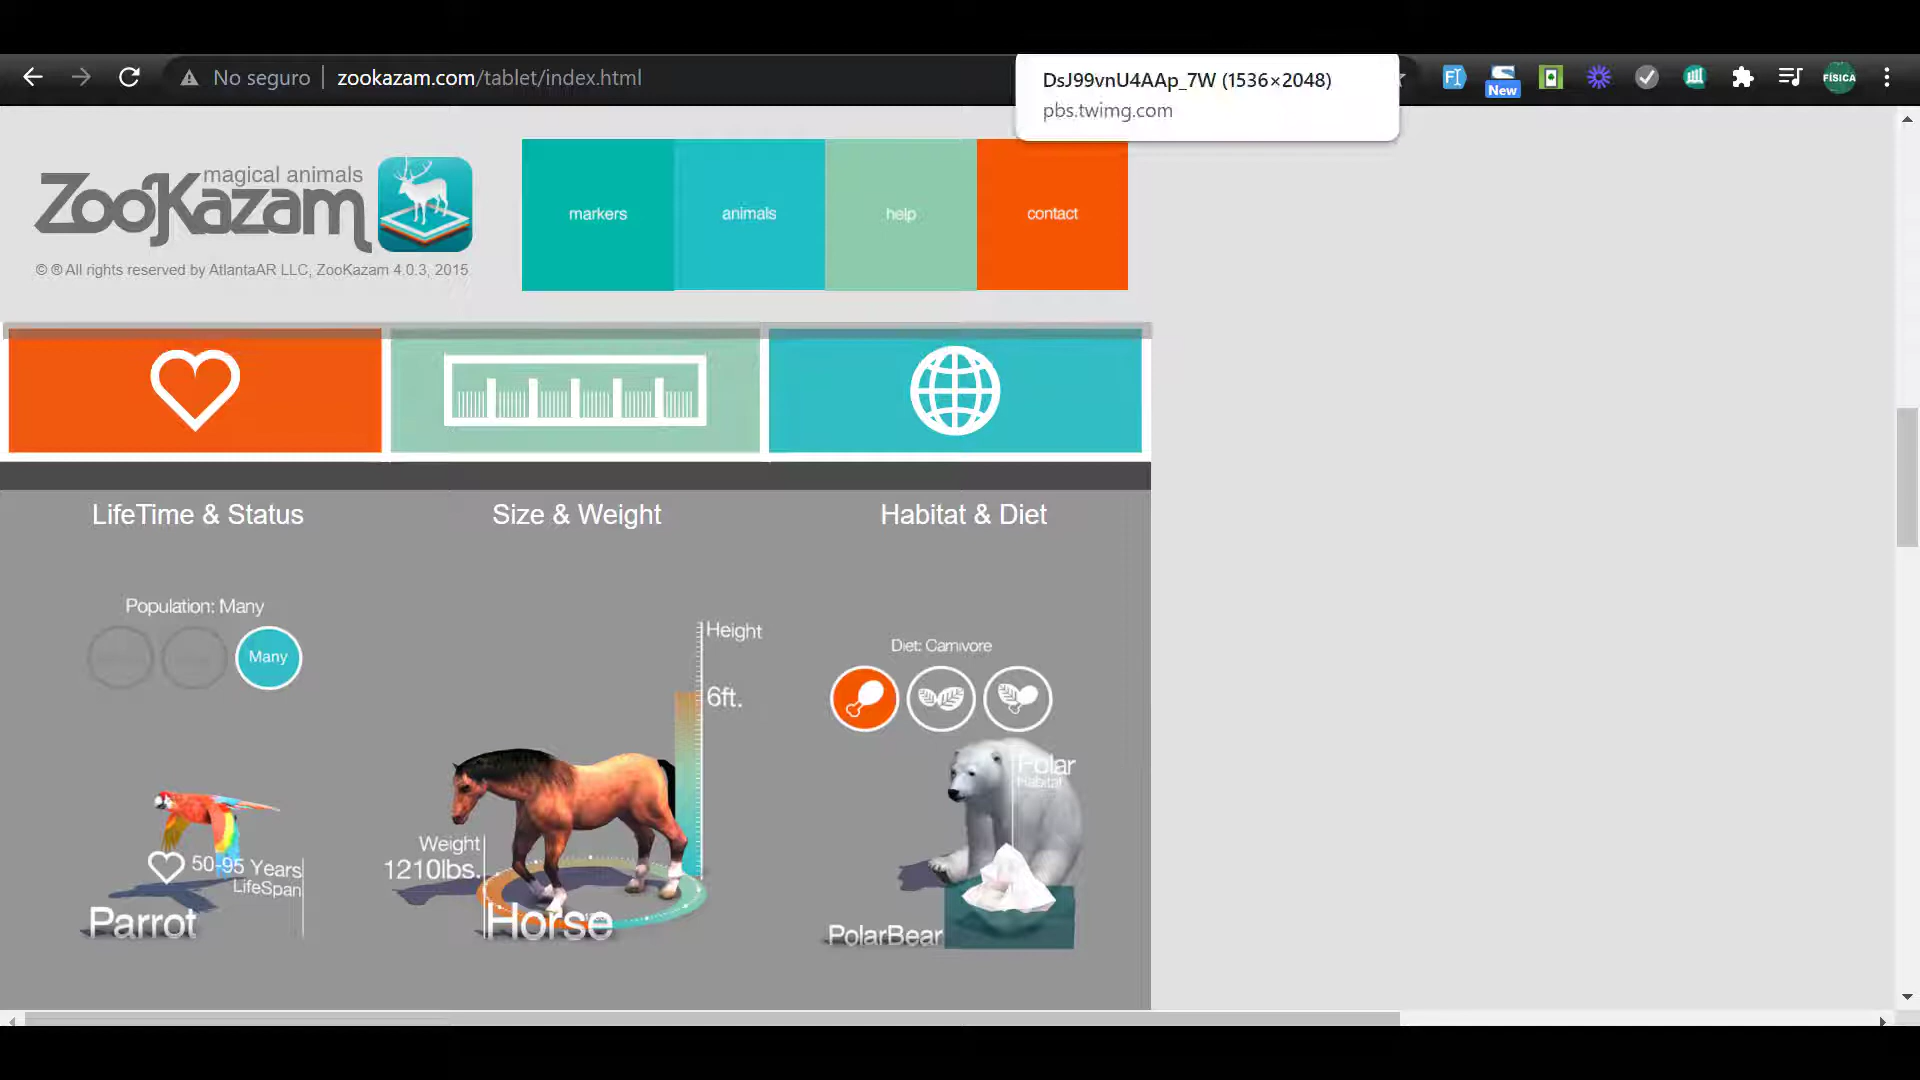 DsJ99vnU4AAp_7W (1536×2048)
pbs.twimg.com
No seguro
zookazam.com/tablet/index.html
New
FÍSICA
magical animals
ZooKazam
© ® All rights reserved by AtlantaAR LLC, ZooKazam 4.0.3, 2015
markers
animals
help
contact
LifeTime & Status
Size & Weight
Habitat & Diet
Population: Many
Many
50-95 Years
LifeSpan
Parrot
Height
6ft.
Weight
1210lbs.
Horse
Diet: Carnivore
Polar
Habitat
PolarBear